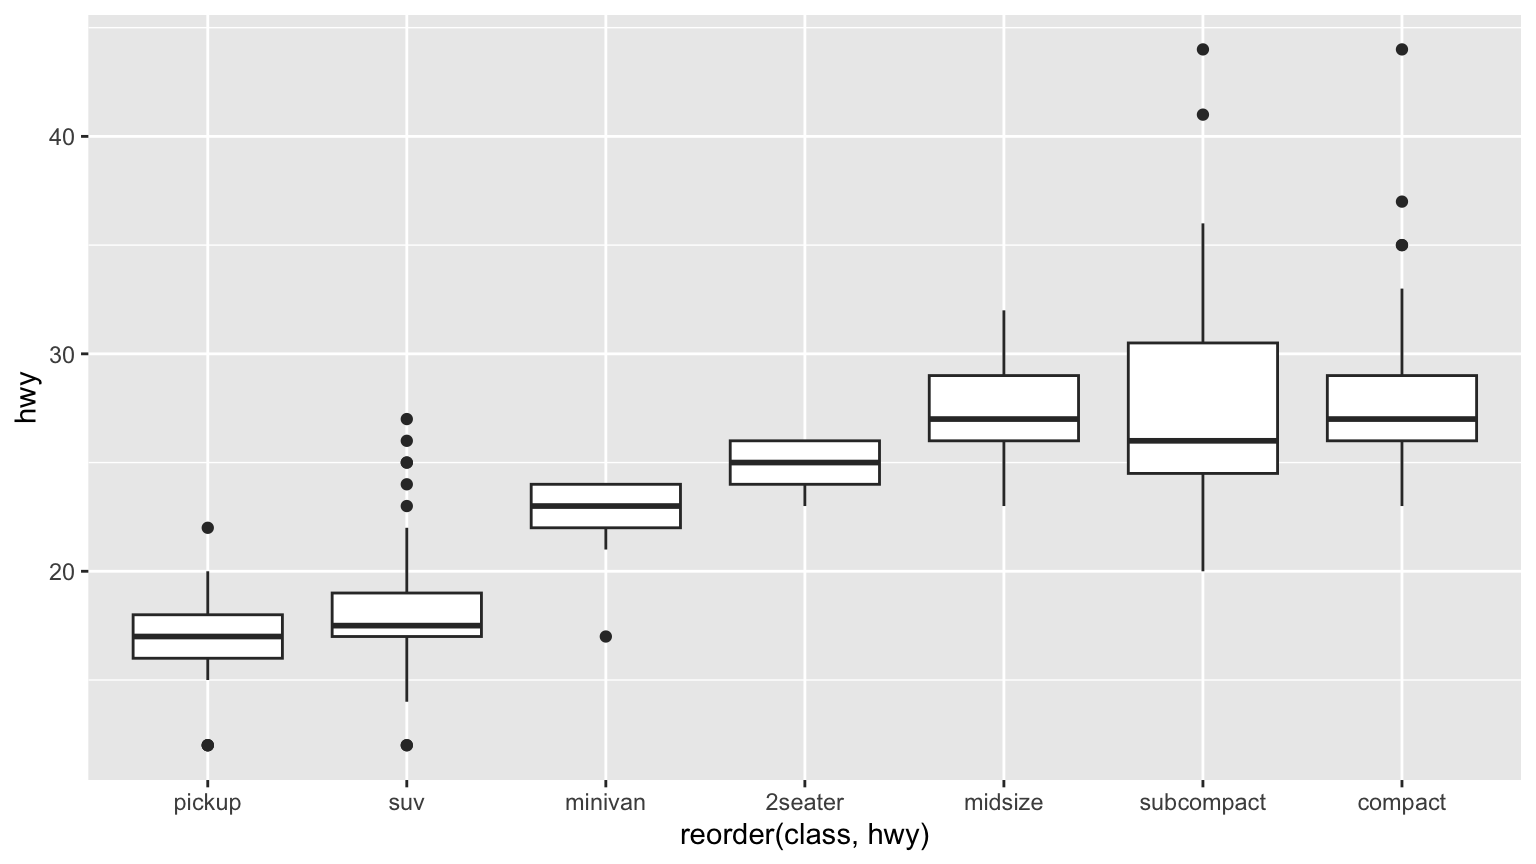 hwy
40
30
20
pickup suv minivan 2seater midsize subcompact compact
reorder(class, hwy)